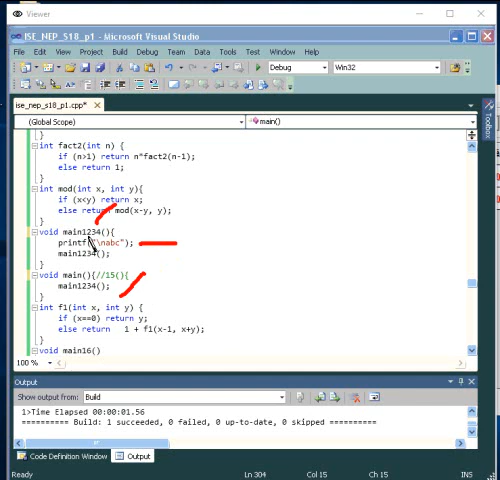 Viewer
ISE_NEP_S18_p1 - Microsoft Visual Studio
File Edit View Project Build Debug Team Data Tools Test Window Help
Debug Win32
ise_nep_s18_p1.cpp*
(Global Scope) main()
Toolbox
}
int fact2(int n) {
if (n>1) return n*fact2(n-1);
else return 1;
}
int mod(int x, int y){
if (x<y) return x;
else return mod(x-y, y);
}
void main1234(){
printf("\nabc");
main1234();
}
void main(){//15(){
main1234();
}
int f1(int x, int y) {
if (x==0) return y;
else return 1 + f1(x-1, x+y);
}
void main16()
100 %
Output
Show output from: Build
1>Time Elapsed 00:00:01.56
========== Build: 1 succeeded, 0 failed, 0 up-to-date, 0 skipped ==========
Code Definition Window Output
Ready Ln 304 Col 15 Ch 15 INS